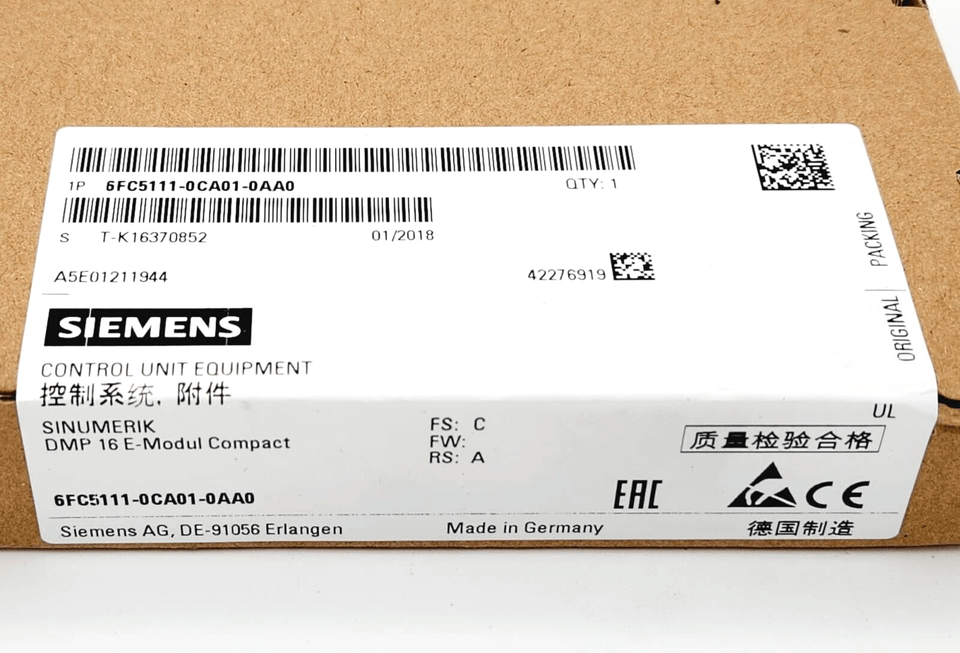 1P 6FC5111-0CA01-0AA0 QTY: 1
S T-K16370852 01/2018
A5E01211944 42276919
ORIGINAL PACKING
SIEMENS
CONTROL UNIT EQUIPMENT
控制系统, 附件
UL
SINUMERIK FS: C
DMP 16 E-Modul Compact FW:
RS: A
质量检验合格
6FC5111-0CA01-0AA0 EAC CE
Siemens AG, DE-91056 Erlangen Made in Germany 德国制造